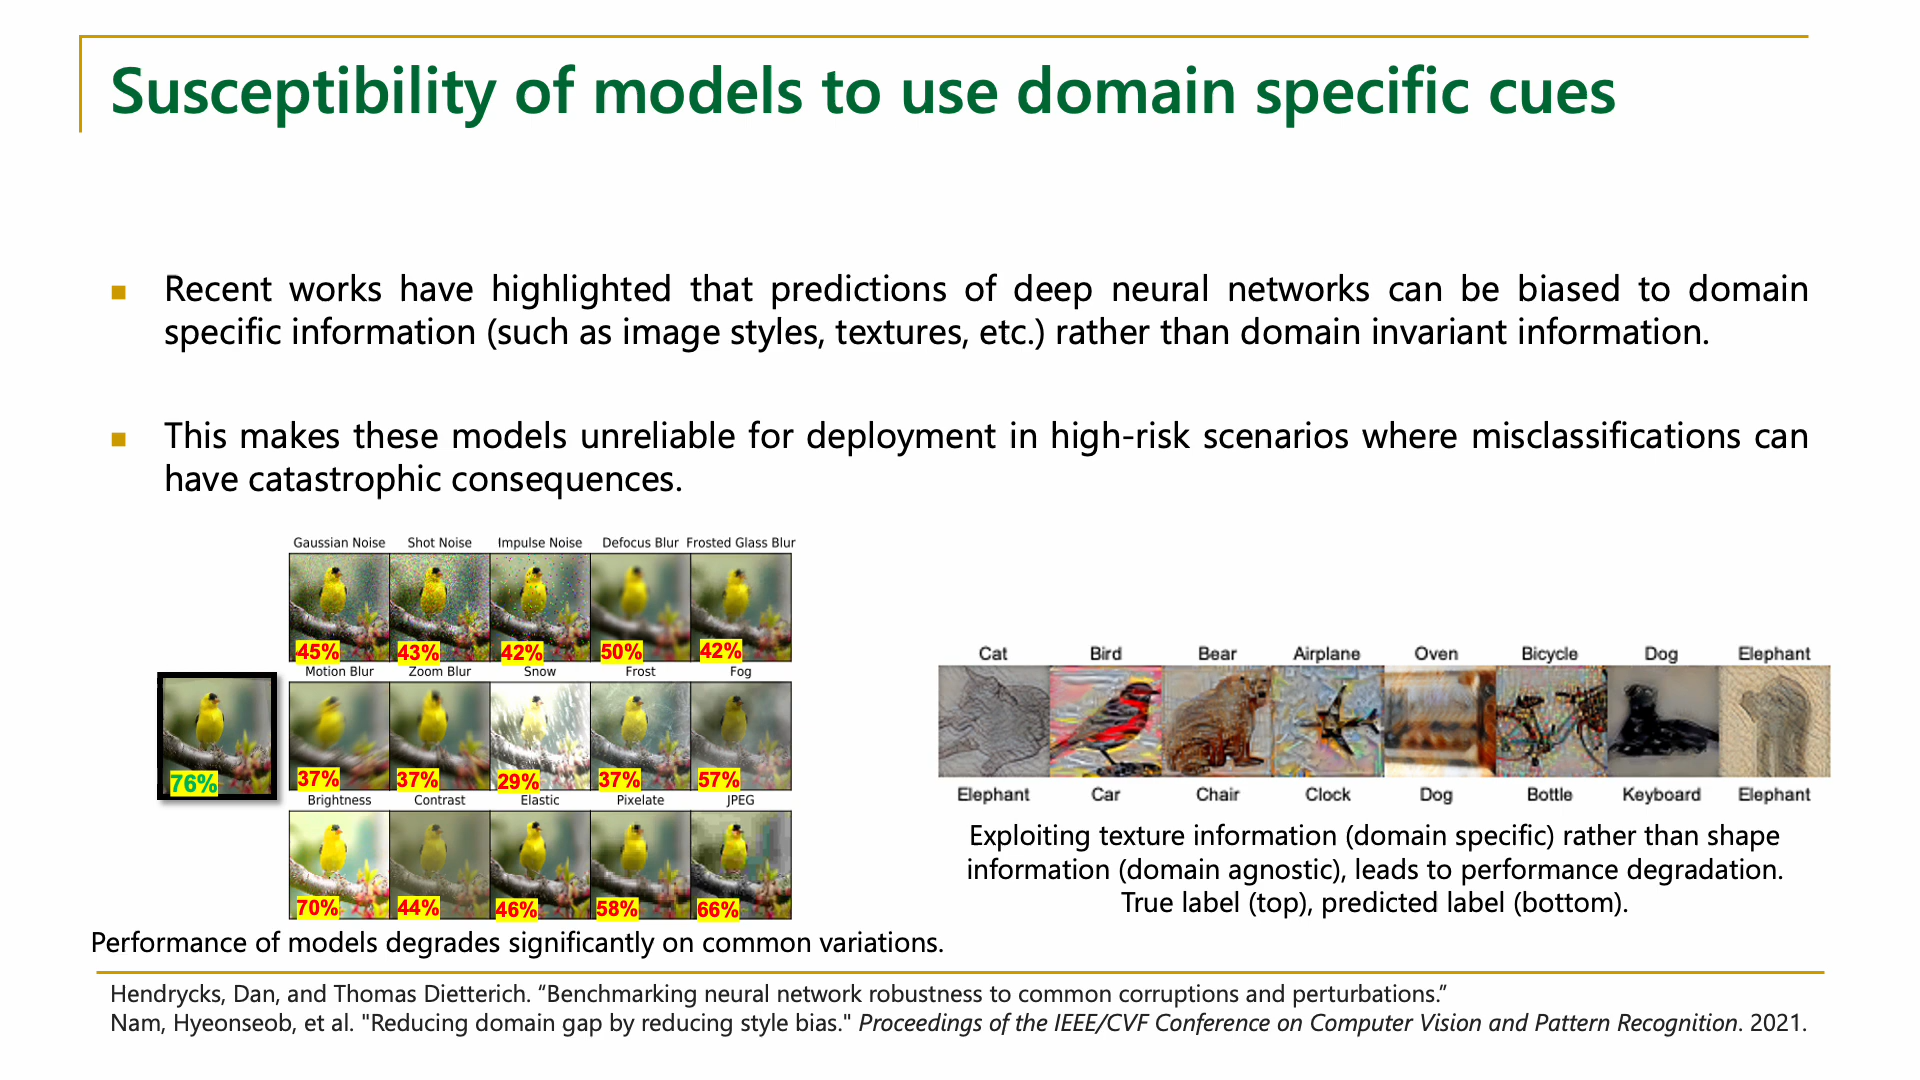 Susceptibility of models to use domain specific cues
Recent works have highlighted that predictions of deep neural networks can be biased to domain
specific information (such as image styles, textures, etc.) rather than domain invariant information.
This makes these models unreliable for deployment in high-risk scenarios where misclassifications can
have catastrophic consequences.
76%
Gaussian Noise Shot Noise Impulse Noise Defocus Blur Frosted Glass Blur
45% 43% 42% 50% 42%
Motion Blur Zoom Blur Snow Frost Fog
37% 37% 29% 37% 57%
Brightness Contrast Elastic Pixelate JPEG
70% 44% 46% 58% 66%
Performance of models degrades significantly on common variations.
Cat Bird Bear Airplane Oven Bicycle Dog Elephant
Elephant Car Chair Clock Dog Bottle Keyboard Elephant
Exploiting texture information (domain specific) rather than shape
information (domain agnostic), leads to performance degradation.
True label (top), predicted label (bottom).
Hendrycks, Dan, and Thomas Dietterich. “Benchmarking neural network robustness to common corruptions and perturbations.”
Nam, Hyeonseob, et al. "Reducing domain gap by reducing style bias." Proceedings of the IEEE/CVF Conference on Computer Vision and Pattern Recognition. 2021.